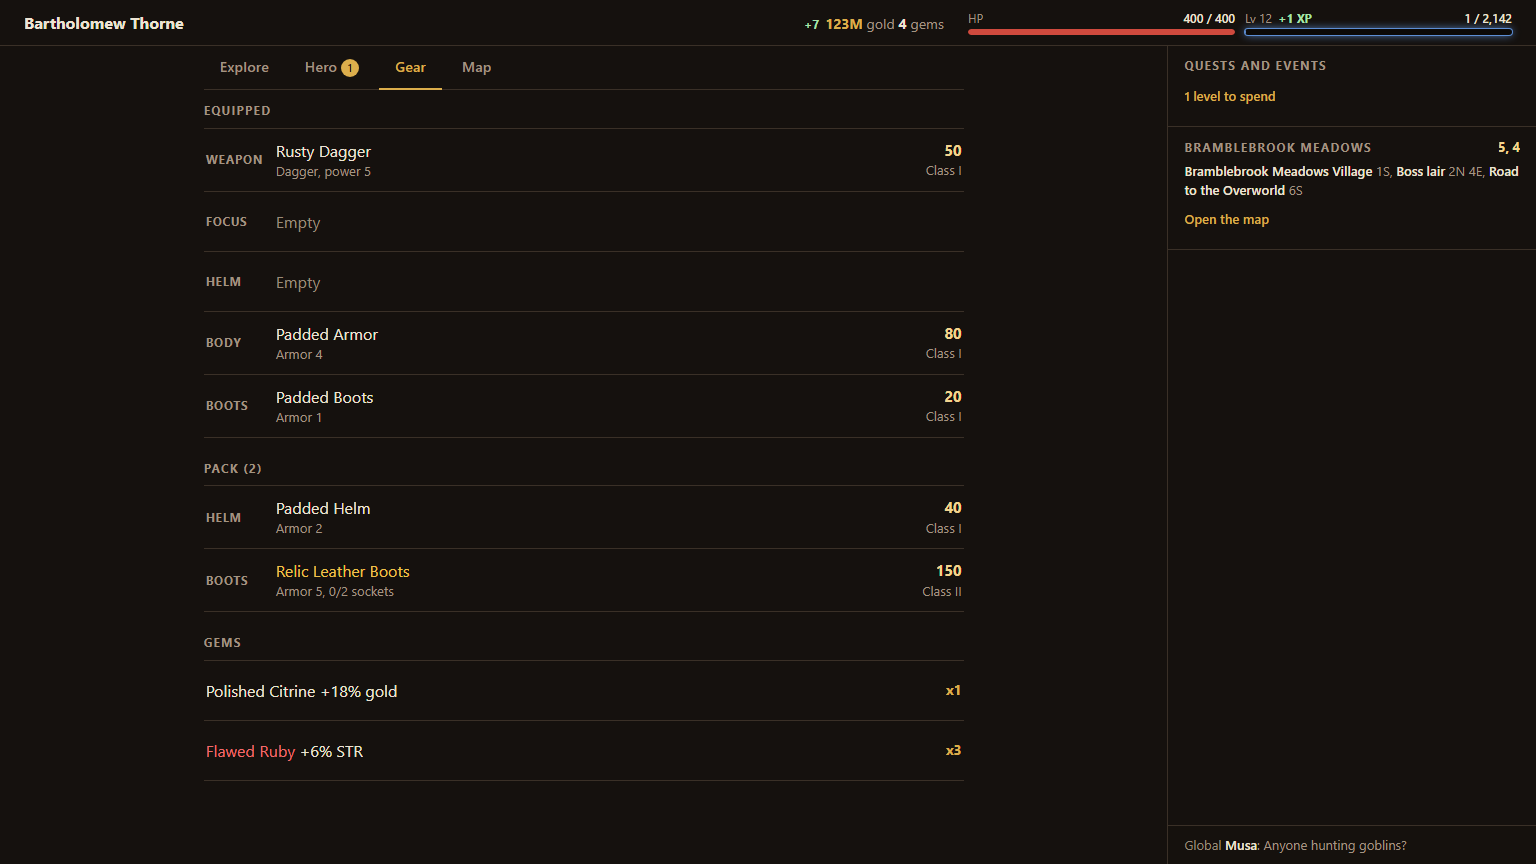 Bartholomew Thorne
+7 123M gold 4 gems
HP 400 / 400
Lv 12 +1 XP 1 / 2,142
Explore
Hero 1
Gear
Map
EQUIPPED
WEAPON
Rusty Dagger
Dagger, power 5
50
Class I
FOCUS
Empty
HELM
Empty
BODY
Padded Armor
Armor 4
80
Class I
BOOTS
Padded Boots
Armor 1
20
Class I
PACK (2)
HELM
Padded Helm
Armor 2
40
Class I
BOOTS
Relic Leather Boots
Armor 5, 0/2 sockets
150
Class II
GEMS
Polished Citrine +18% gold x1
Flawed Ruby +6% STR x3
QUESTS AND EVENTS
1 level to spend
BRAMBLEBROOK MEADOWS 5, 4
Bramblebrook Meadows Village 1S, Boss lair 2N 4E, Road
to the Overworld 6S
Open the map
Global Musa: Anyone hunting goblins?